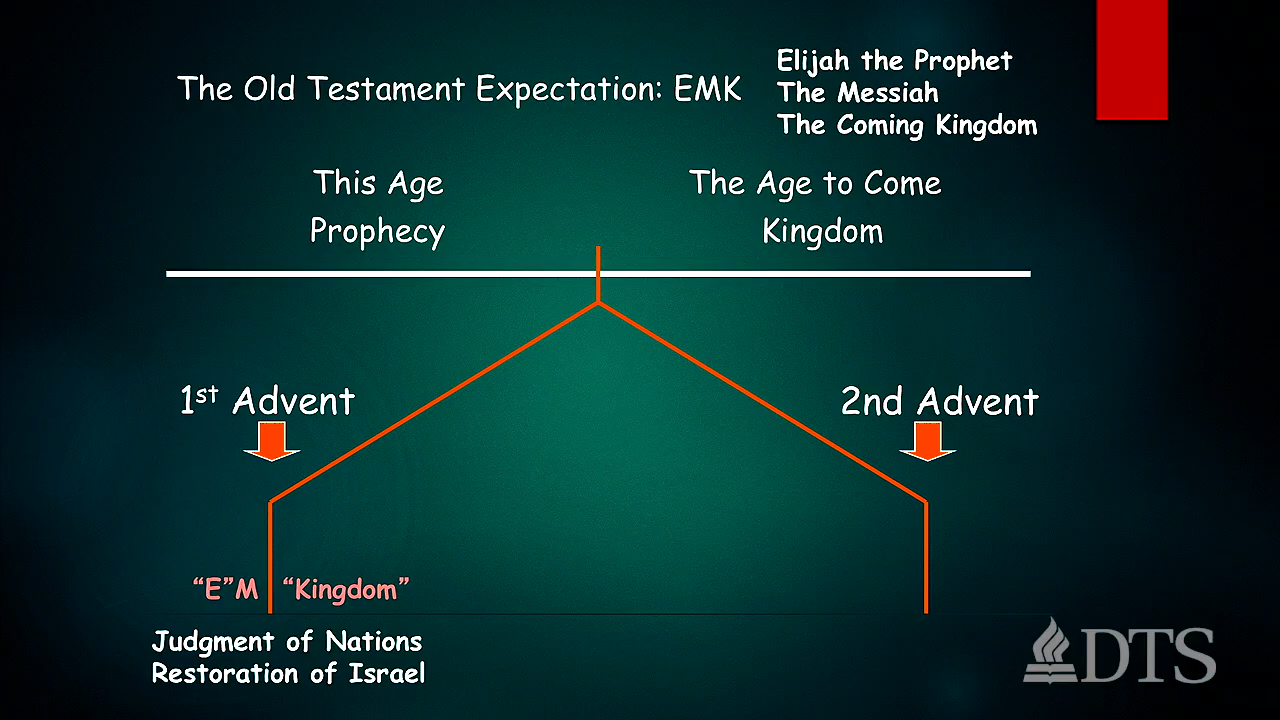 The Old Testament Expectation: EMK
Elijah the Prophet
The Messiah
The Coming Kingdom
This Age
Prophecy
The Age to Come
Kingdom
1st Advent
2nd Advent
“E”M “Kingdom”
Judgment of Nations
Restoration of Israel
DTS